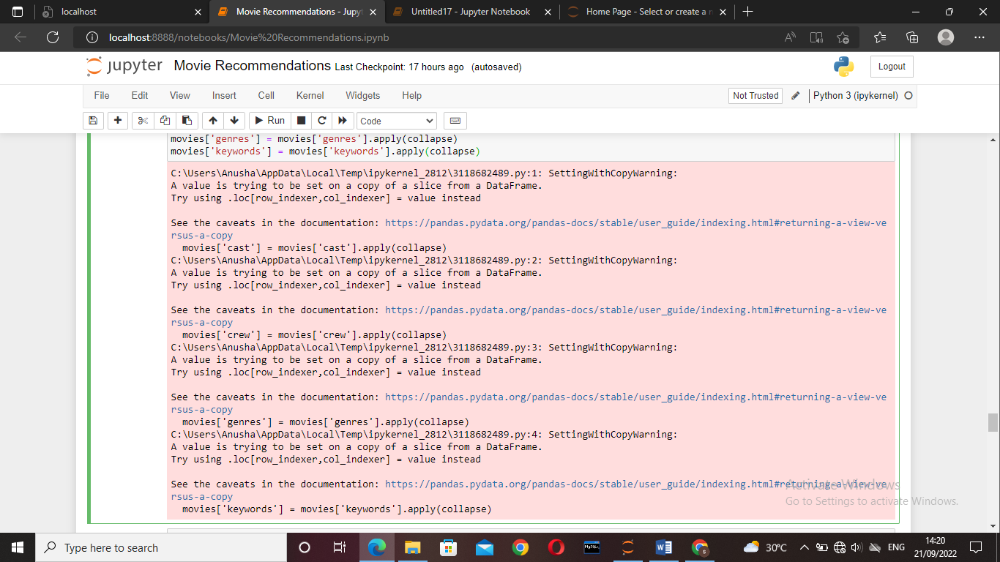 localhost
Movie Recommendations - Jupyt
Untitled17 - Jupyter Notebook
Home Page - Select or create a n
localhost:8888/notebooks/Movie%20Recommendations.ipynb
jupyter Movie Recommendations Last Checkpoint: 17 hours ago (autosaved)
Logout
File Edit View Insert Cell Kernel Widgets Help
Not Trusted
Python 3 (ipykernel)
Run
Code
movies['genres'] = movies['genres'].apply(collapse)
movies['keywords'] = movies['keywords'].apply(collapse)
C:\Users\Anusha\AppData\Local\Temp\ipykernel_2812\3118682489.py:1: SettingWithCopyWarning:
A value is trying to be set on a copy of a slice from a DataFrame.
Try using .loc[row_indexer,col_indexer] = value instead
See the caveats in the documentation: https://pandas.pydata.org/pandas-docs/stable/user_guide/indexing.html#returning-a-view-ve
rsus-a-copy
movies['cast'] = movies['cast'].apply(collapse)
C:\Users\Anusha\AppData\Local\Temp\ipykernel_2812\3118682489.py:2: SettingWithCopyWarning:
A value is trying to be set on a copy of a slice from a DataFrame.
Try using .loc[row_indexer,col_indexer] = value instead
See the caveats in the documentation: https://pandas.pydata.org/pandas-docs/stable/user_guide/indexing.html#returning-a-view-ve
rsus-a-copy
movies['crew'] = movies['crew'].apply(collapse)
C:\Users\Anusha\AppData\Local\Temp\ipykernel_2812\3118682489.py:3: SettingWithCopyWarning:
A value is trying to be set on a copy of a slice from a DataFrame.
Try using .loc[row_indexer,col_indexer] = value instead
See the caveats in the documentation: https://pandas.pydata.org/pandas-docs/stable/user_guide/indexing.html#returning-a-view-ve
rsus-a-copy
movies['genres'] = movies['genres'].apply(collapse)
C:\Users\Anusha\AppData\Local\Temp\ipykernel_2812\3118682489.py:4: SettingWithCopyWarning:
A value is trying to be set on a copy of a slice from a DataFrame.
Try using .loc[row_indexer,col_indexer] = value instead
See the caveats in the documentation: https://pandas.pydata.org/pandas-docs/stable/user_guide/indexing.html#returning-a-view-ve
rsus-a-copy
movies['keywords'] = movies['keywords'].apply(collapse)
Activate Windows
Go to Settings to activate Windows.
Type here to search
MySQL
30°C
ENG
14:20
21/09/2022